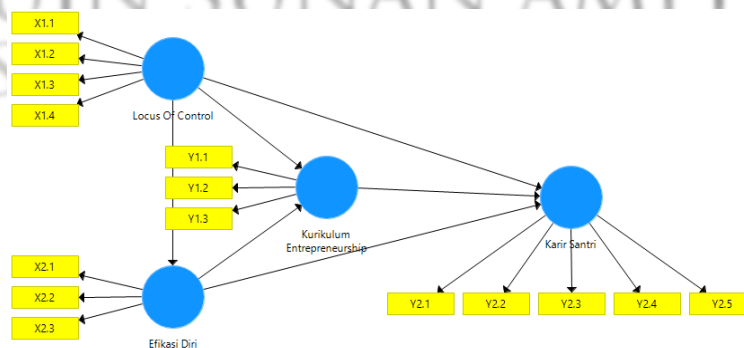 X1.1
X1.2
X1.3
X1.4
Locus Of Control
Y1.1
Y1.2
Y1.3
Kurikulum
Entrepreneurship
Karir Santri
X2.1
X2.2
X2.3
Efikasi Diri
Y2.1
Y2.2
Y2.3
Y2.4
Y2.5